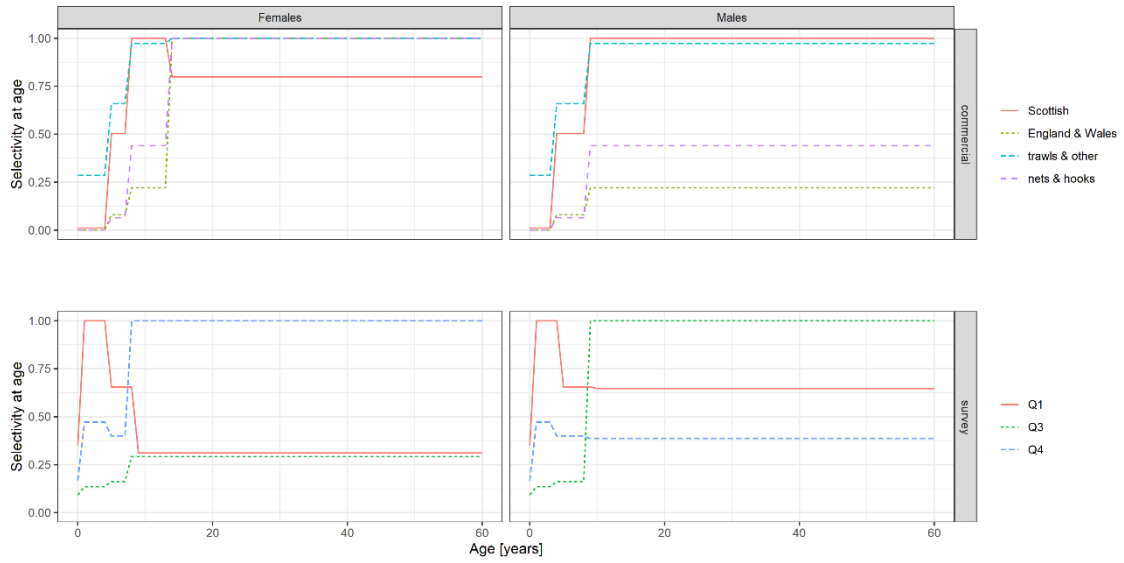 Females
Males
Selectivity at age
1.00
0.75
0.50
0.25
0.00
commercial
Scottish
England & Wales
trawls & other
nets & hooks
Selectivity at age
1.00
0.75
0.50
0.25
0.00
survey
Q1
Q3
Q4
0
20
40
60
0
20
40
60
Age [years]